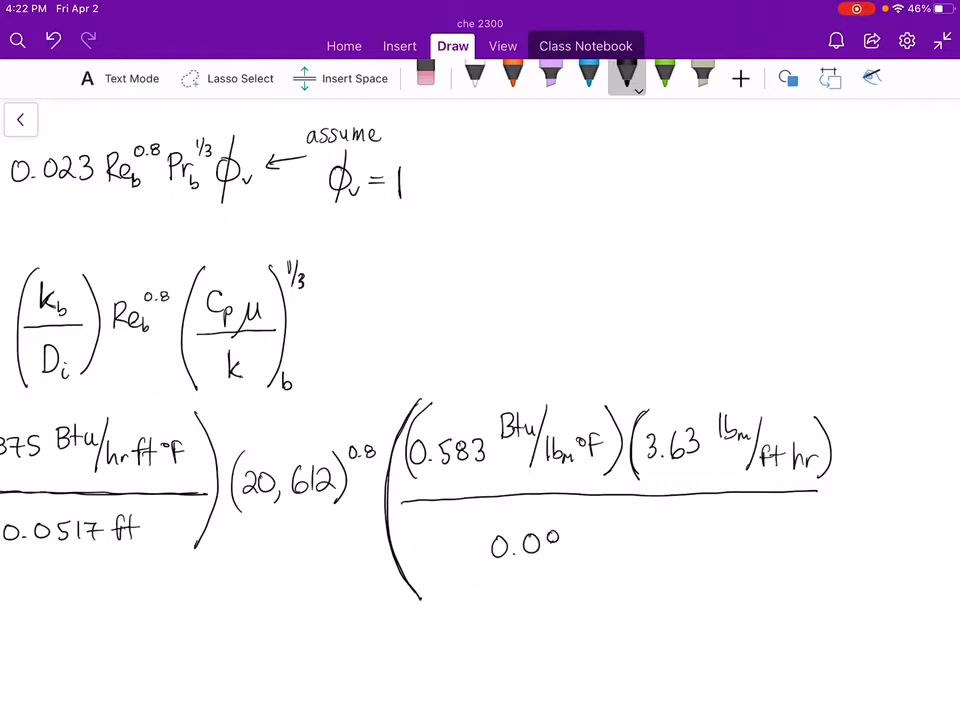 4:22 PM Fri Apr 2
46%
che 2300
Home Insert Draw View Class Notebook
A Text Mode Lasso Select Insert Space
assume
0.023 Re_b^0.8 Pr_b^1/3 ϕ_v ← ϕ_v = 1
(k_b / D_i) Re_b^0.8 (C_p μ / k)_b^1/3
375 Btu/hr ft °F) (20,612)^0.8 ((0.583 Btu/lbm °F)(3.63 lbm/ft hr)
0.0517 ft
0.00